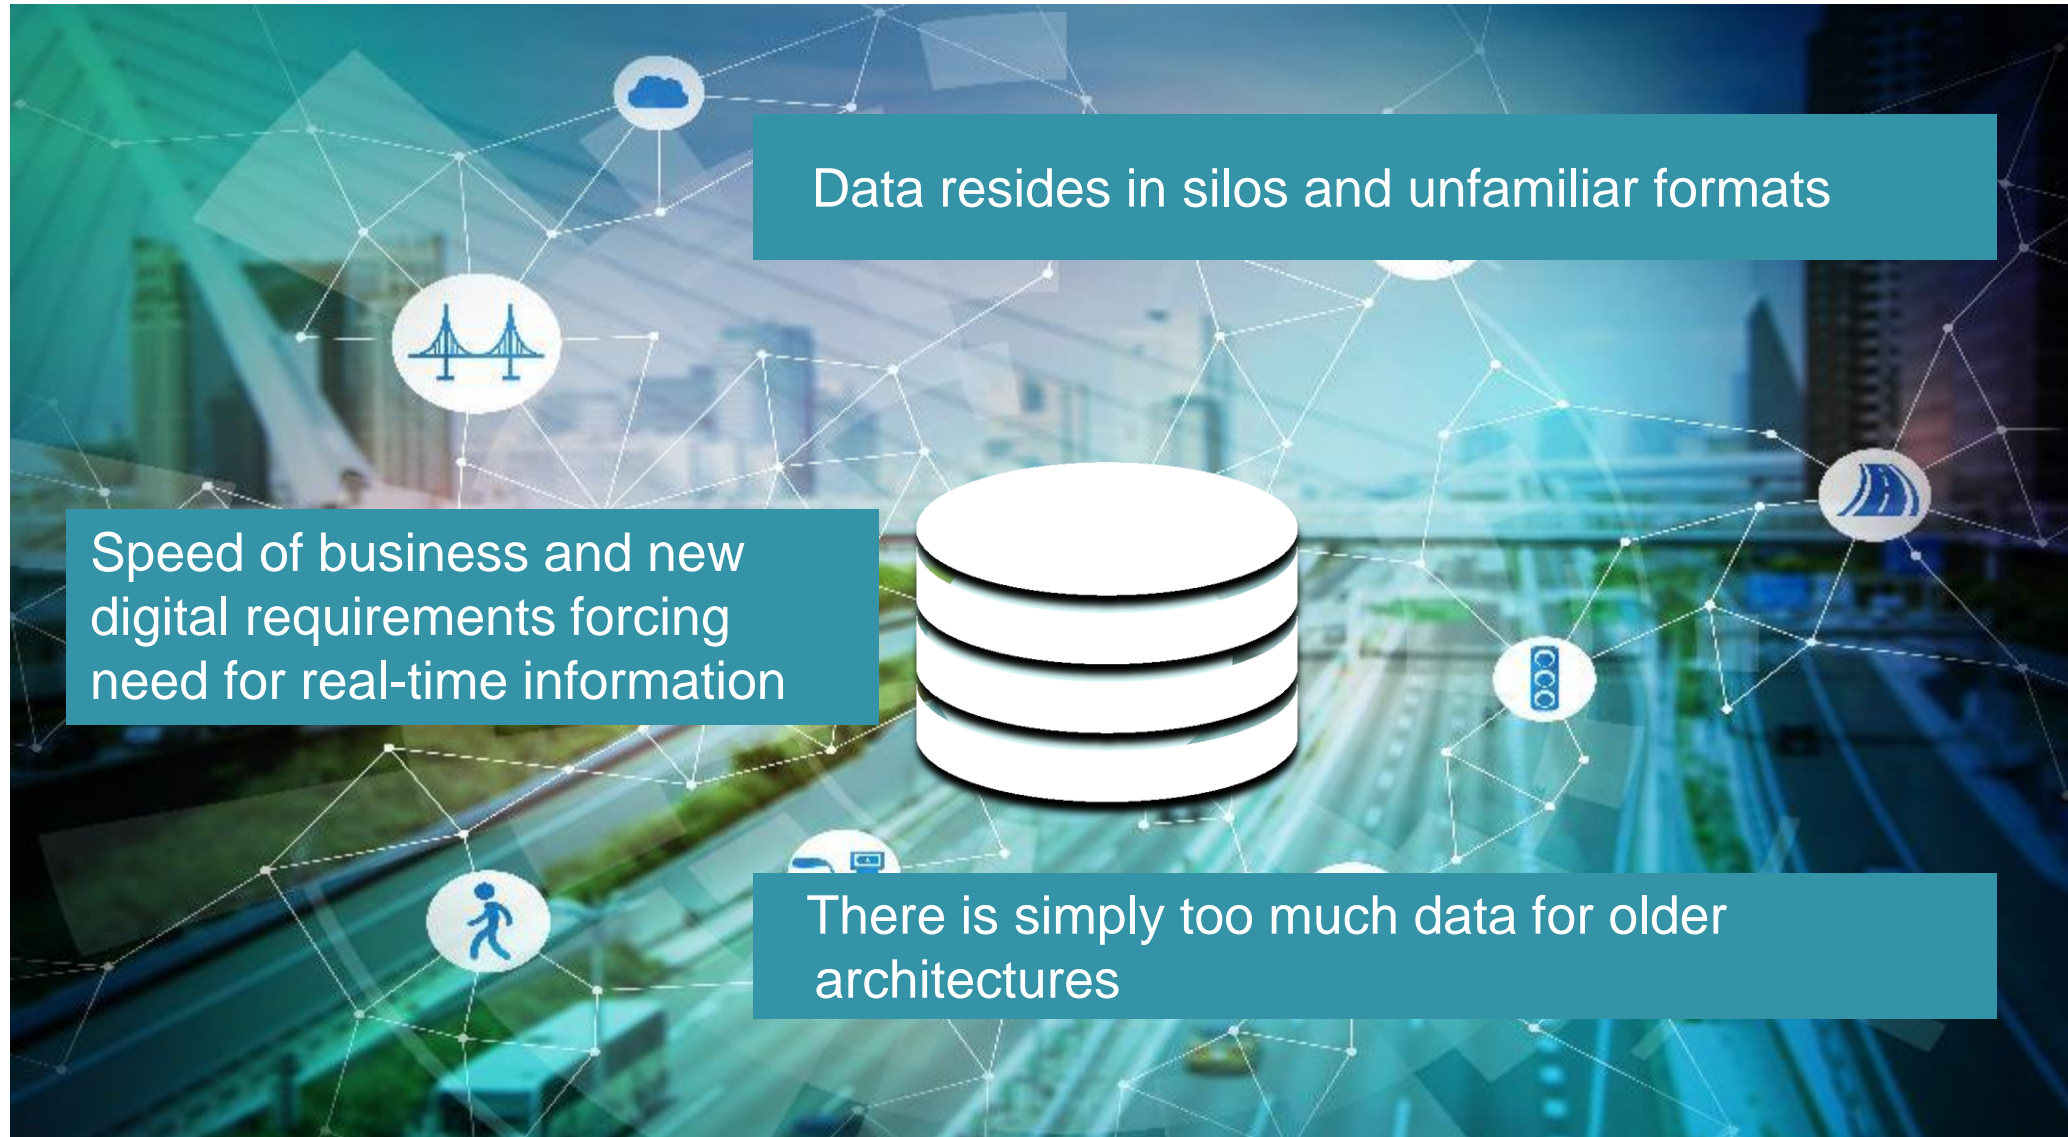 Data resides in silos and unfamiliar formats
Speed of business and new
digital requirements forcing
need for real-time information
There is simply too much data for older
architectures